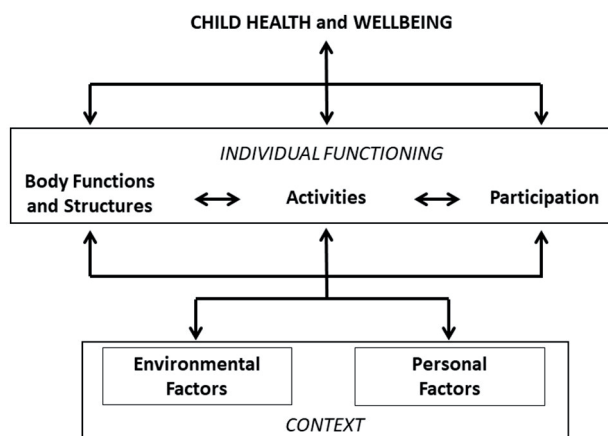 CHILD HEALTH and WELLBEING
INDIVIDUAL FUNCTIONING
Body Functions
and Structures
Activities
Participation
Environmental
Factors
Personal
Factors
CONTEXT